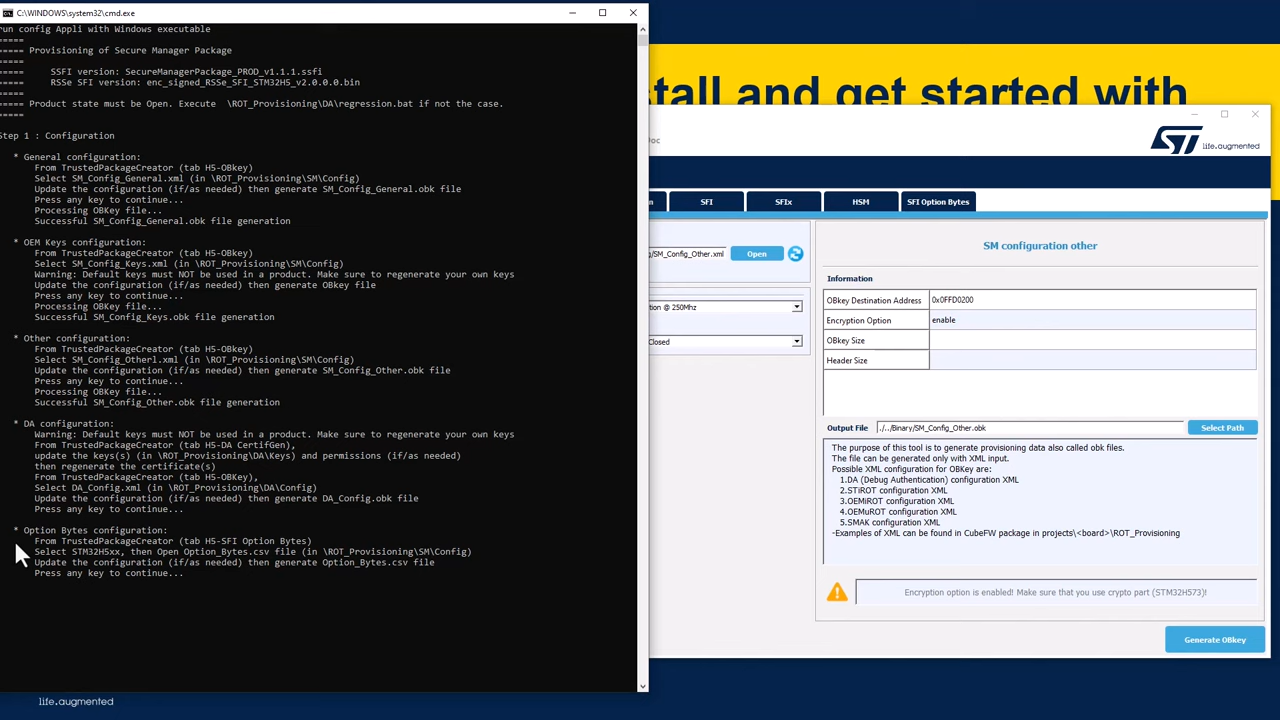 C:\WINDOWS\system32\cmd.exe
run config Appli with Windows executable
=====
===== Provisioning of Secure Manager Package
=====
===== SSFI version: SecureManagerPackage_PROD_v1.1.1.ssfi
===== RSSe SFI version: enc_signed_RSSe_SFI_STM32H5_v2.0.0.0.bin
=====
===== Product state must be Open. Execute \ROT_Provisioning\DA\regression.bat if not the case.
=====
Step 1 : Configuration
* General configuration:
From TrustedPackageCreator (tab H5-OBkey)
Select SM_Config_General.xml (in \ROT_Provisioning\SM\Config)
Update the configuration (if/as needed) then generate SM_Config_General.obk file
Press any key to continue...
Processing OBKey file...
Successful SM_Config_General.obk file generation
* OEM Keys configuration:
From TrustedPackageCreator (tab H5-OBkey)
Select SM_Config_Keys.xml (in \ROT_Provisioning\SM\Config)
Warning: Default keys must NOT be used in a product. Make sure to regenerate your own keys
Update the configuration (if/as needed) then generate OBkey file
Press any key to continue...
Processing OBKey file...
Successful SM_Config_Keys.obk file generation
* Other configuration:
From TrustedPackageCreator (tab H5-OBkey)
Select SM_Config_Otherl.xml (in \ROT_Provisioning\SM\Config)
Update the configuration (if/as needed) then generate SM_Config_Other.obk file
Press any key to continue...
Processing OBKey file...
Successful SM_Config_Other.obk file generation
* DA configuration:
Warning: Default keys must NOT be used in a product. Make sure to regenerate your own keys
From TrustedPackageCreator (tab H5-DA CertifGen),
update the keys(s) (in \ROT_Provisioning\DA\Keys) and permissions (if/as needed)
then regenerate the certificate(s)
From TrustedPackageCreator (tab H5-OBkey),
Select DA_Config.xml (in \ROT_Provisioning\DA\Config)
Update the configuration (if/as needed) then generate DA_Config.obk file
Press any key to continue...
* Option Bytes configuration:
From TrustedPackageCreator (tab H5-SFI Option Bytes)
Select STM32H5xx, then Open Option_Bytes.csv file (in \ROT_Provisioning\SM\Config)
Update the configuration (if/as needed) then generate Option_Bytes.csv file
Press any key to continue...
life.augmented
stall and get started with
ST life.augmented
SFI SFIx HSM SFI Option Bytes
g/SM_Config_Other.xml Open
tion @ 250Mhz
Closed
SM configuration other
Information
OBkey Destination Address 0x0FFD0200
Encryption Option enable
OBkey Size
Header Size
Output File ./../Binary/SM_Config_Other.obk Select Path
The purpose of this tool is to generate provisioning data also called obk files.
The file can be generated only with XML input.
Possible XML configuration for OBKey are:
1.DA (Debug Authentication) configuration XML
2.STiROT configuration XML
3.OEMiROT configuration XML
4.OEMuROT configuration XML
5.SMAK configuration XML
-Examples of XML can be found in CubeFW package in projects\<board>\ROT_Provisioning
Encryption option is enabled! Make sure that you use crypto part (STM32H573)!
Generate OBkey